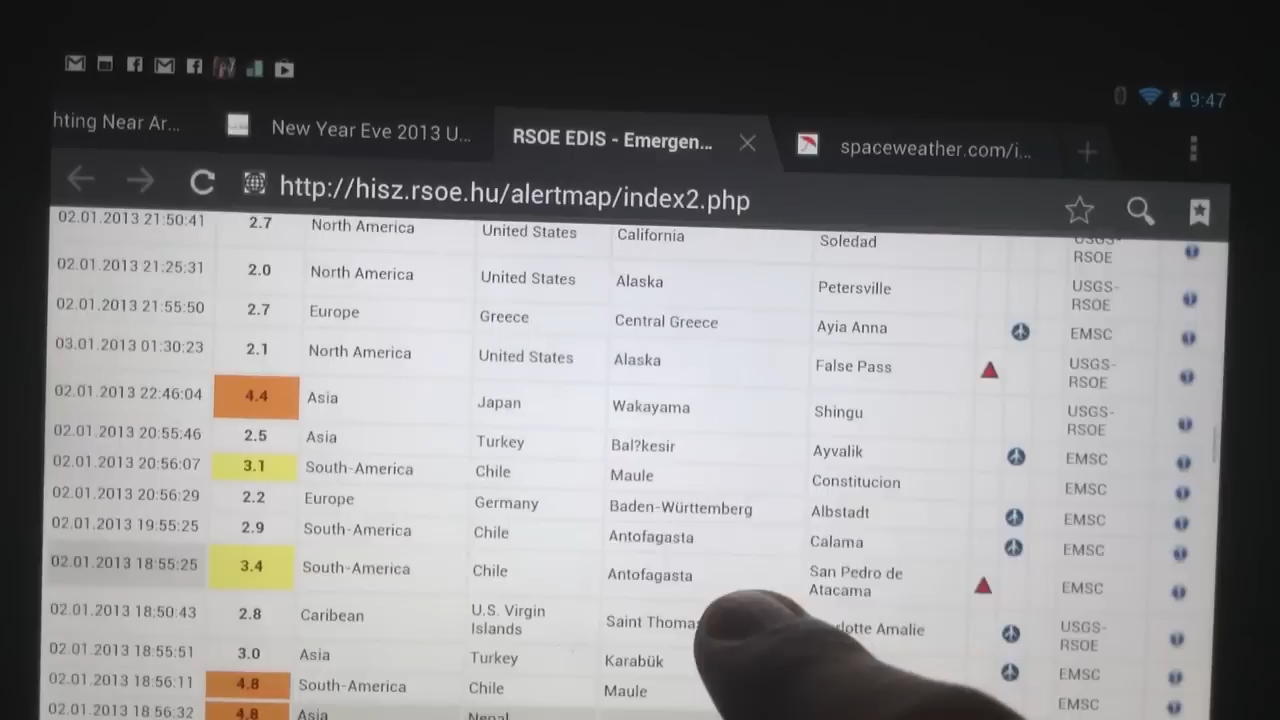 9:47
hting Near Ar...
New Year Eve 2013 U...
RSOE EDIS - Emergen...
spaceweather.com/i...
http://hisz.rsoe.hu/alertmap/index2.php
02.01.2013 21:50:41 2.7 North America United States California Soledad USGS-RSOE
02.01.2013 21:25:31 2.0 North America United States Alaska Petersville USGS-RSOE
02.01.2013 21:55:50 2.7 Europe Greece Central Greece Ayia Anna EMSC
03.01.2013 01:30:23 2.1 North America United States Alaska False Pass USGS-RSOE
02.01.2013 22:46:04 4.4 Asia Japan Wakayama Shingu USGS-RSOE
02.01.2013 20:55:46 2.5 Asia Turkey Bal?kesir Ayvalik EMSC
02.01.2013 20:56:07 3.1 South-America Chile Maule Constitucion EMSC
02.01.2013 20:56:29 2.2 Europe Germany Baden-Württemberg Albstadt EMSC
02.01.2013 19:55:25 2.9 South-America Chile Antofagasta Calama EMSC
02.01.2013 18:55:25 3.4 South-America Chile Antofagasta San Pedro de Atacama EMSC
02.01.2013 18:50:43 2.8 Caribean U.S. Virgin Islands Saint Thomas lotte Amalie USGS-RSOE
02.01.2013 18:55:51 3.0 Asia Turkey Karabük EMSC
02.01.2013 18:56:11 4.8 South-America Chile Maule EMSC
02.01.2013 18:56:32 4.8 Asia Nepal